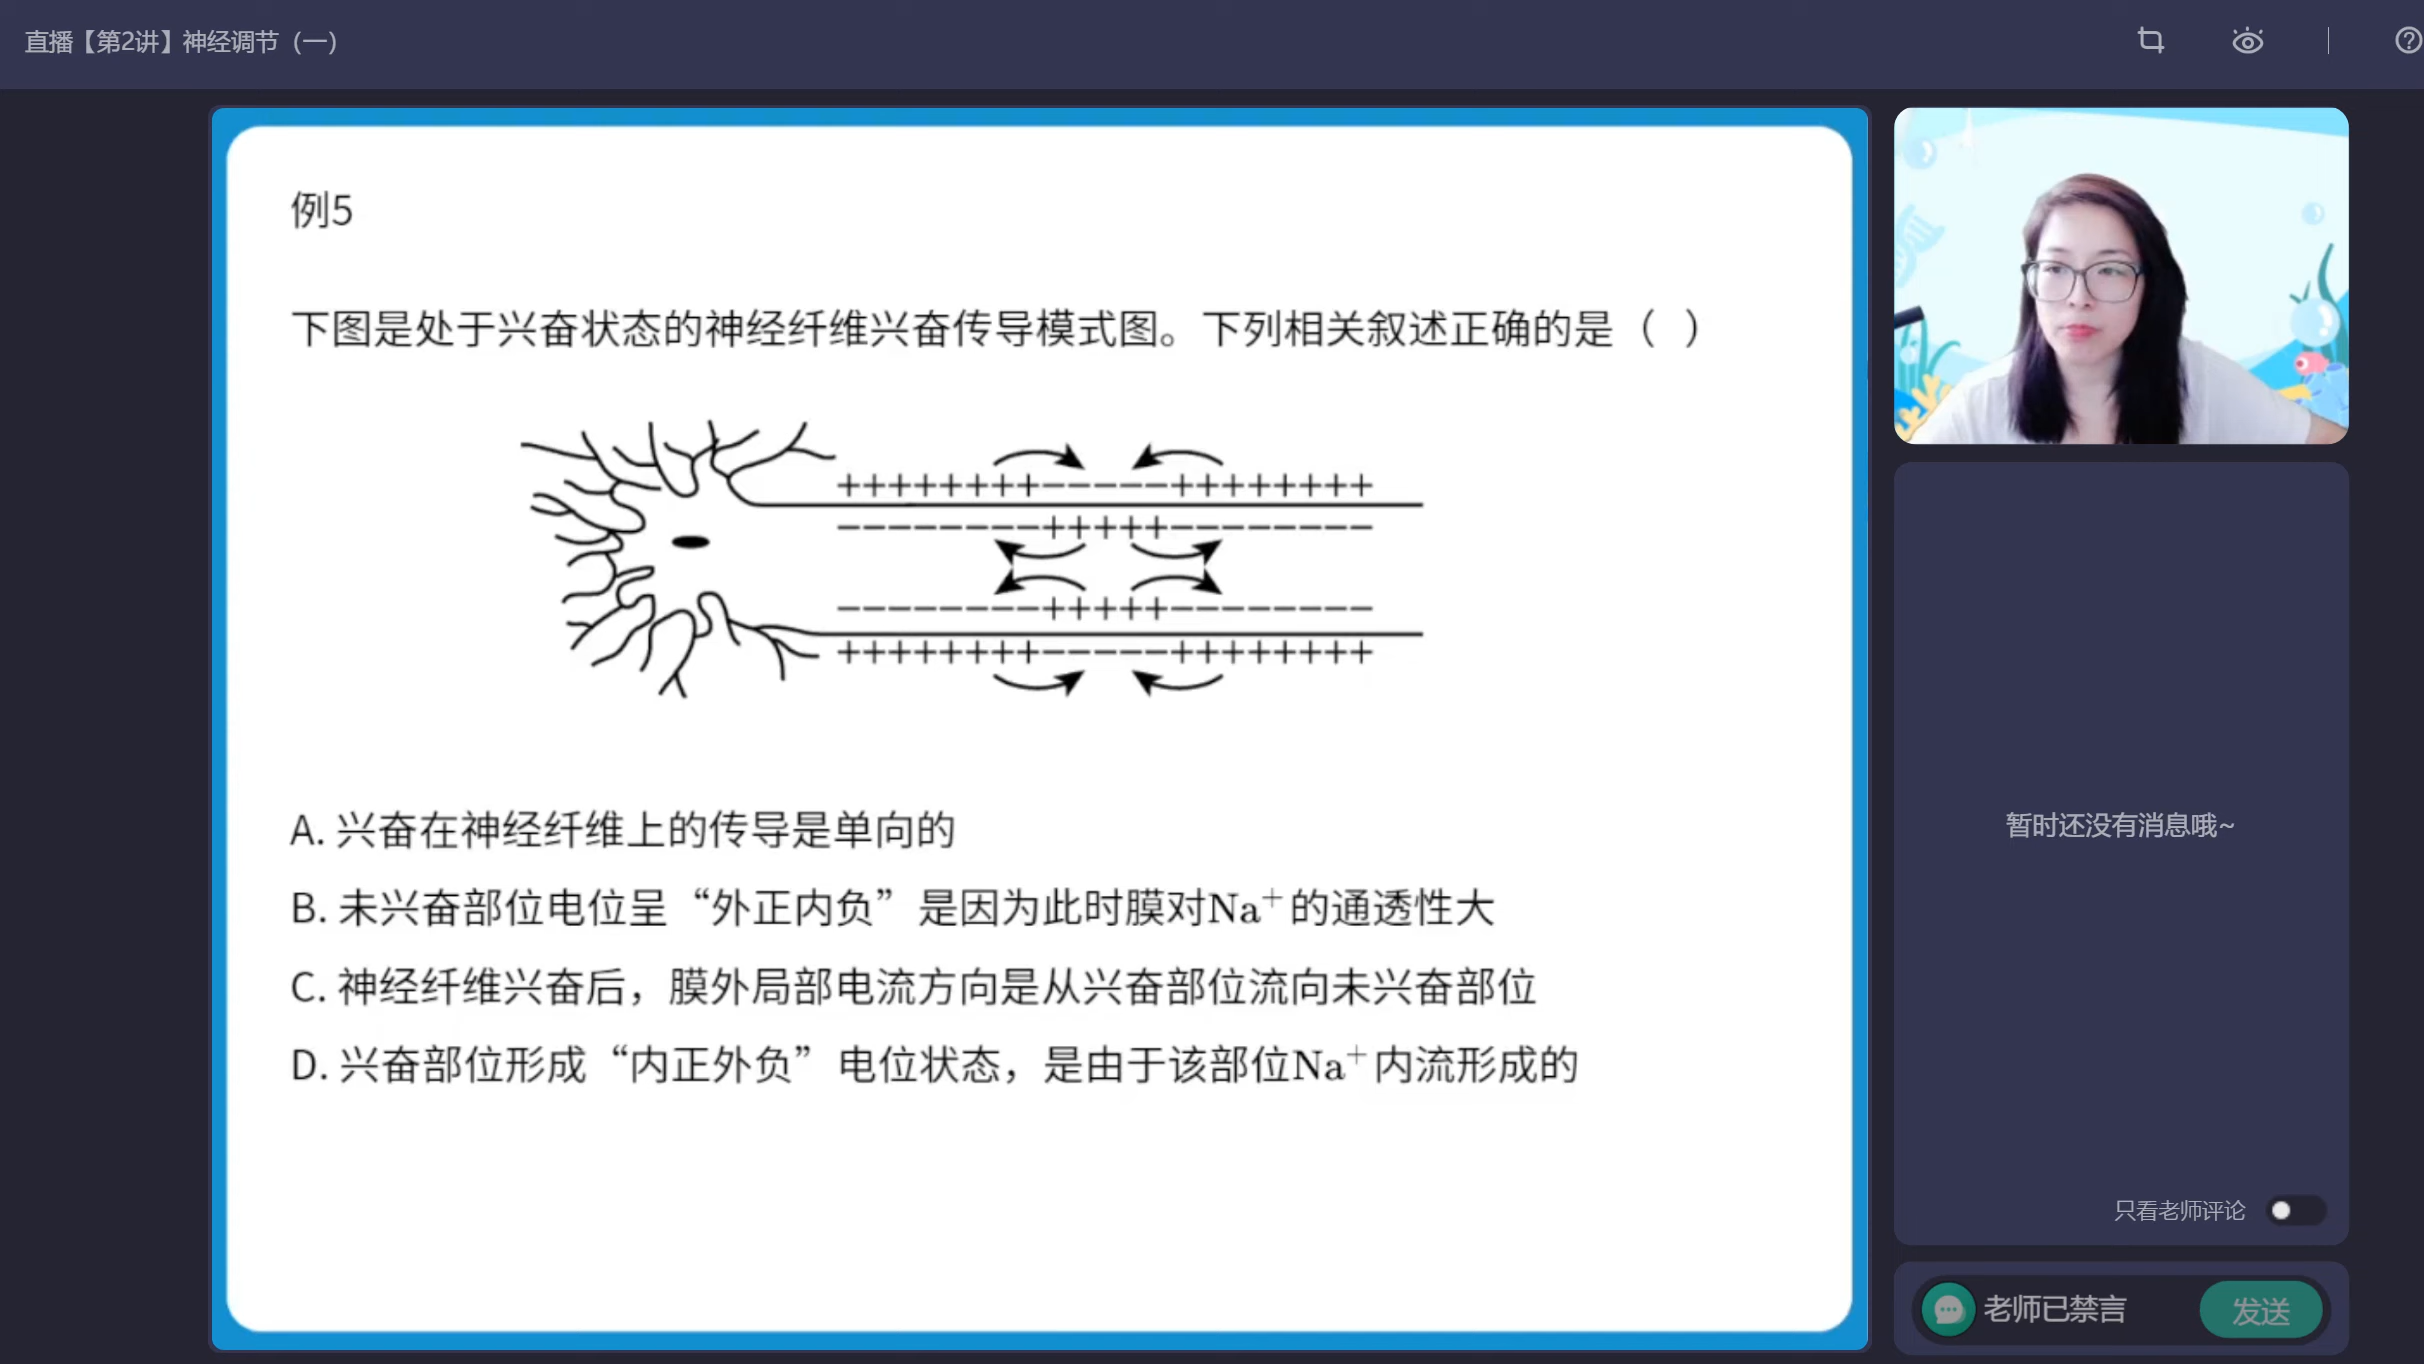 直播【第2讲】神经调节（一）
例5
下图是处于兴奋状态的神经纤维兴奋传导模式图。下列相关叙述正确的是（ ）
++++++++−−−−−++++++++
−−−−−−−−+++++−−−−−−−−
−−−−−−−−+++++−−−−−−−−
++++++++−−−−−++++++++
A. 兴奋在神经纤维上的传导是单向的
B. 未兴奋部位电位呈“外正内负”是因为此时膜对Na⁺的通透性大
C. 神经纤维兴奋后，膜外局部电流方向是从兴奋部位流向未兴奋部位
D. 兴奋部位形成“内正外负”电位状态，是由于该部位Na⁺内流形成的
暂时还没有消息哦~
只看老师评论
老师已禁言
发送